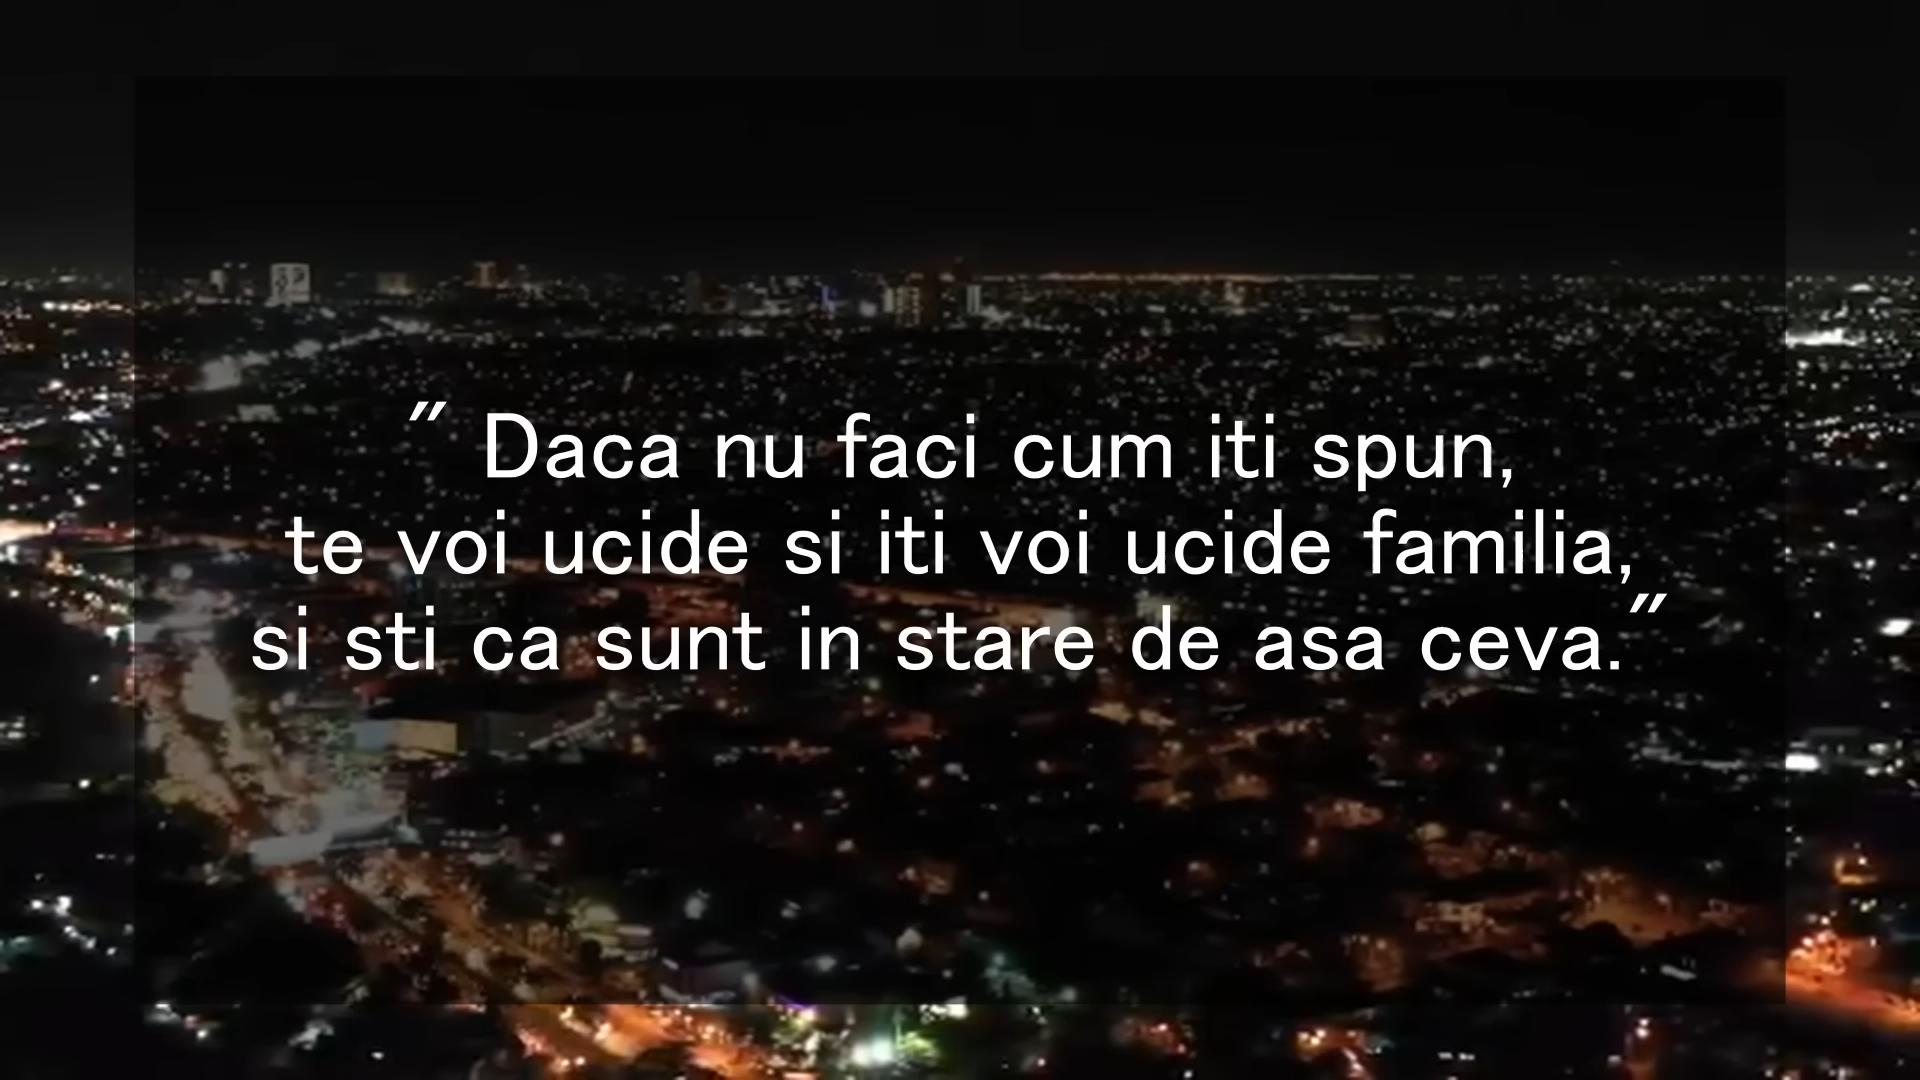 " Daca nu faci cum iti spun,
te voi ucide si iti voi ucide familia,
si sti ca sunt in stare de asa ceva."